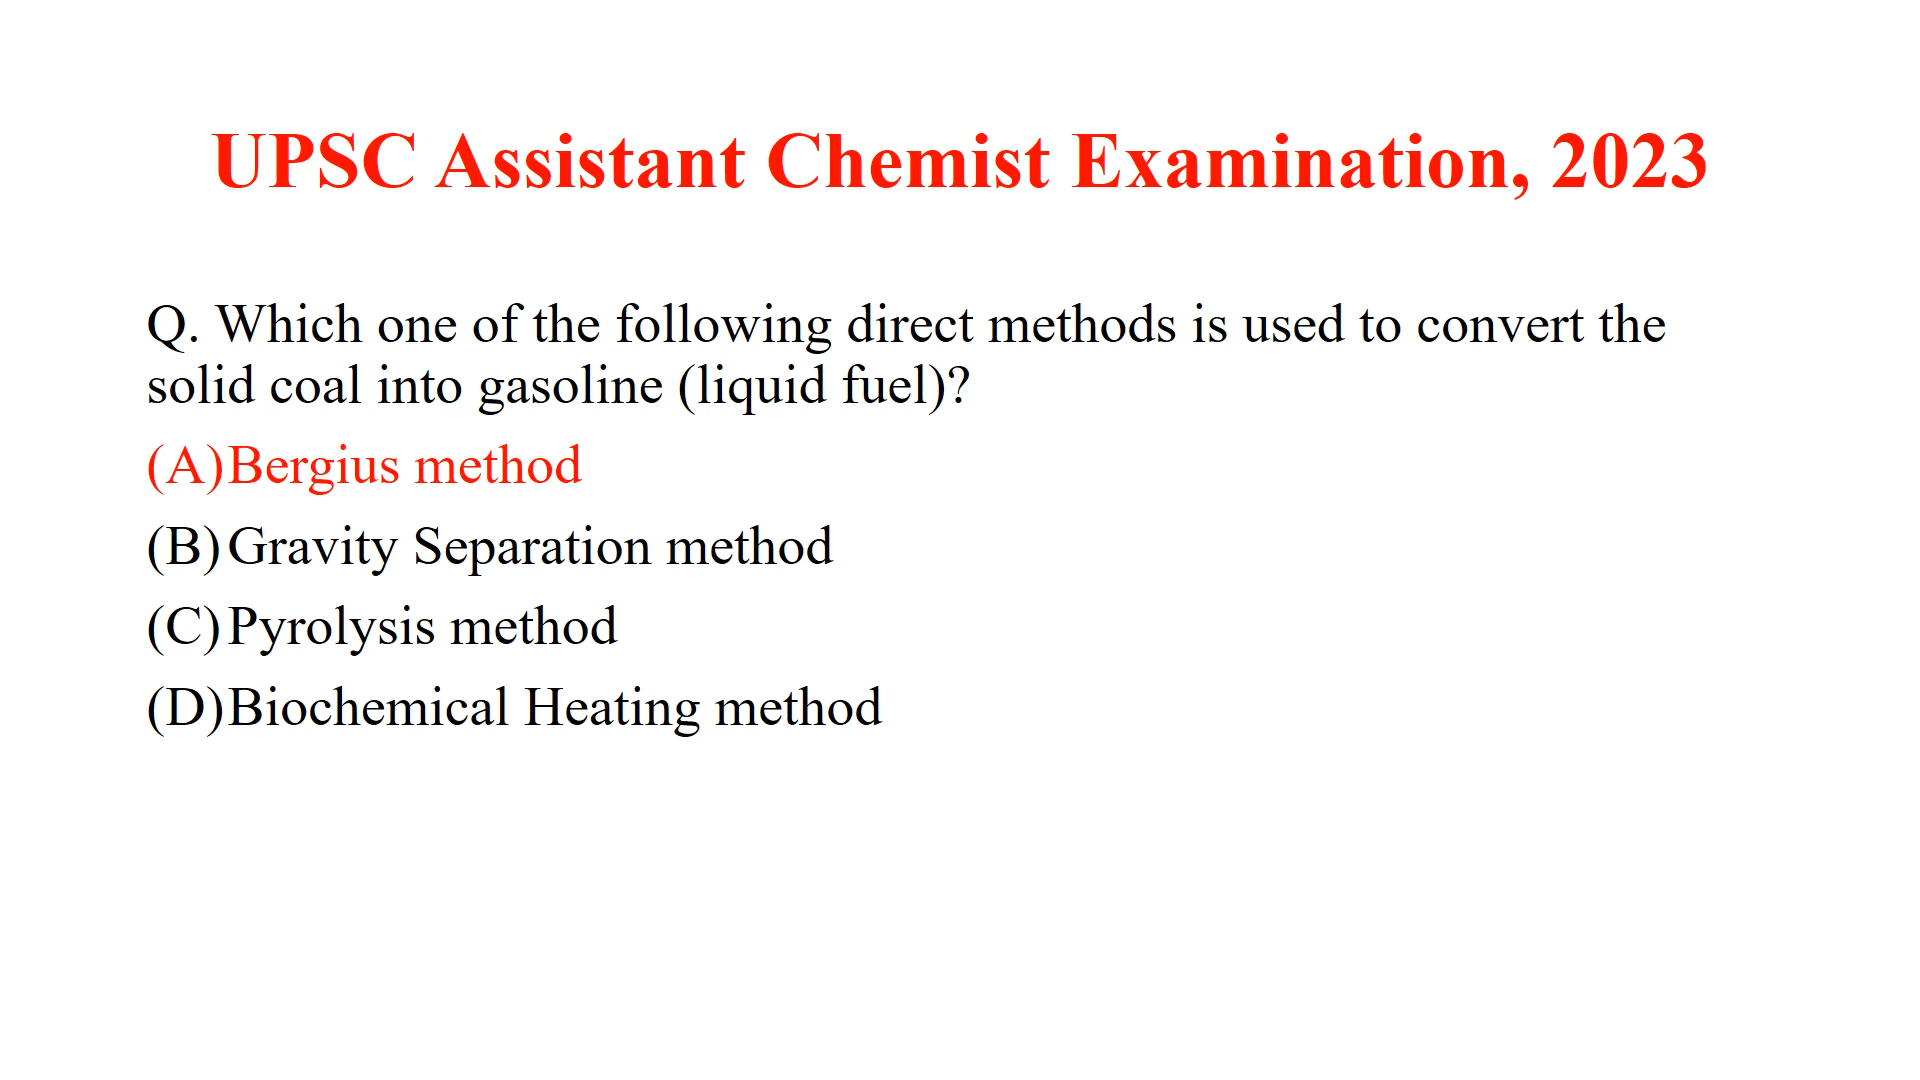 UPSC Assistant Chemist Examination, 2023
Q. Which one of the following direct methods is used to convert the
solid coal into gasoline (liquid fuel)?
(A) Bergius method
(B) Gravity Separation method
(C) Pyrolysis method
(D) Biochemical Heating method